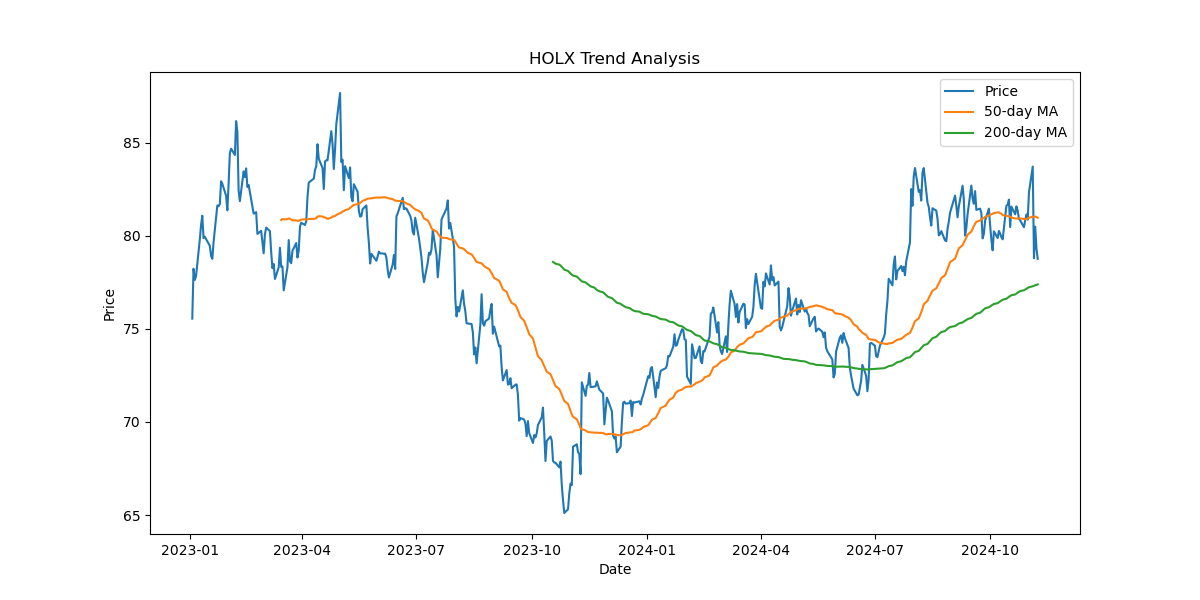 HOLX Trend Analysis
Price
50-day MA
200-day MA
85
80
75
70
65
Price
2023-01 2023-04 2023-07 2023-10 2024-01 2024-04 2024-07 2024-10
Date